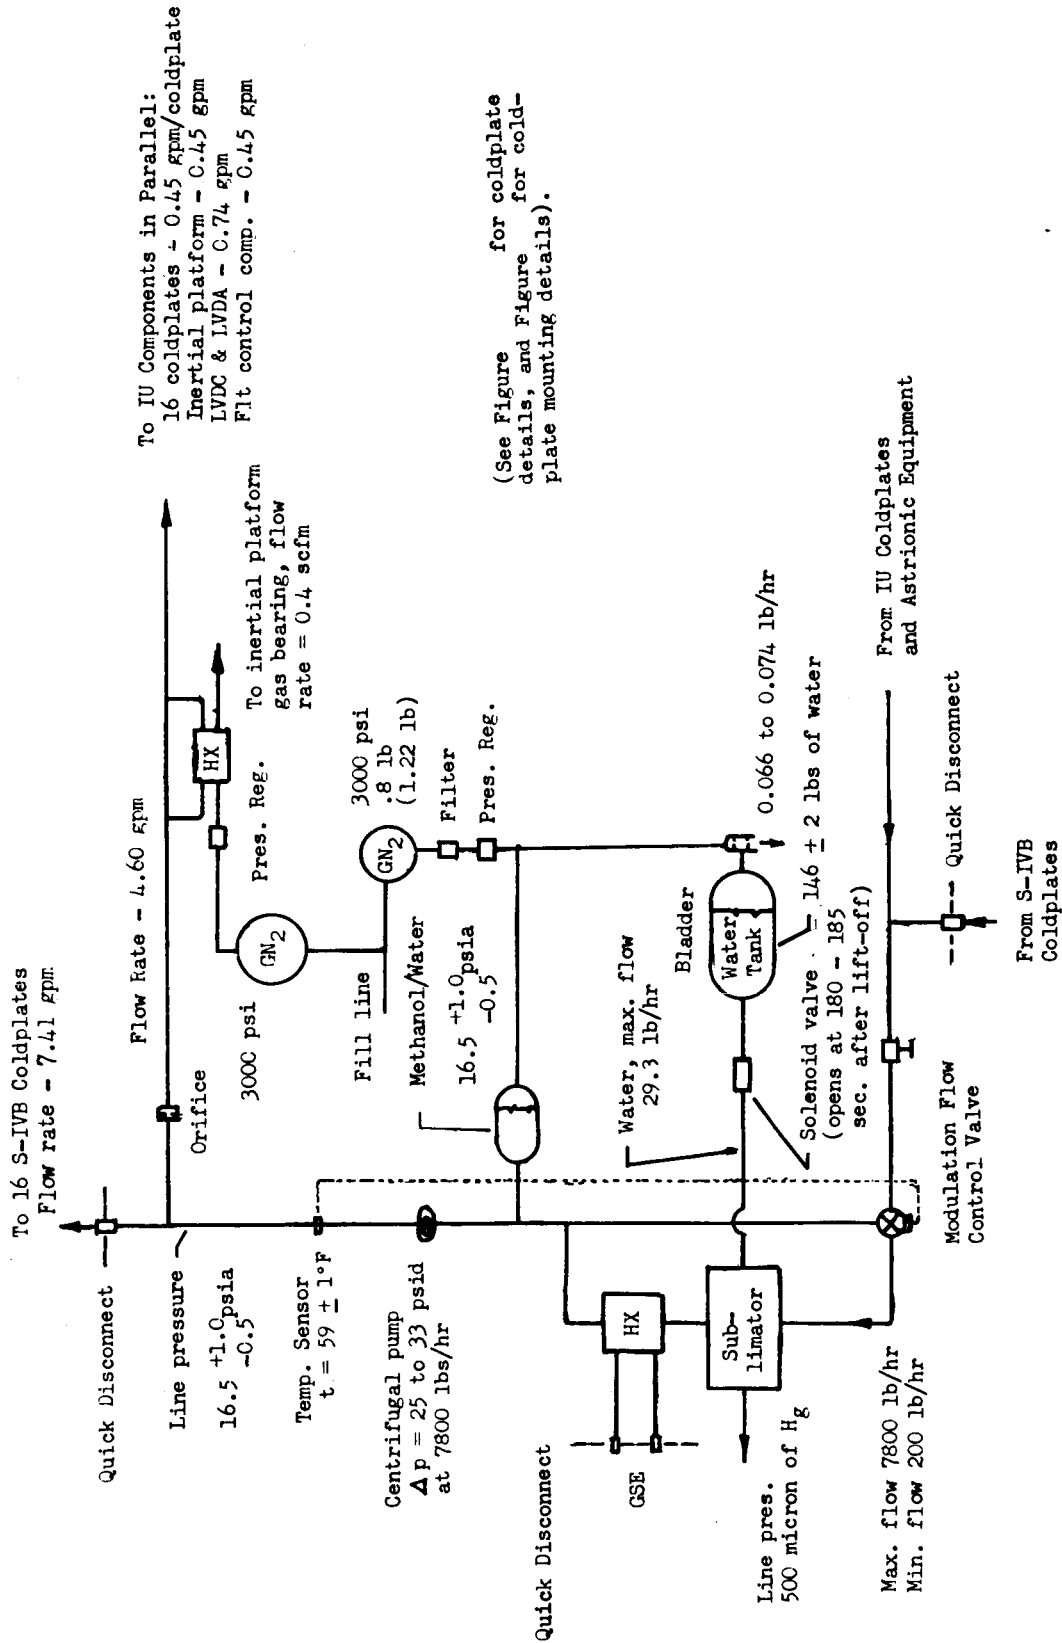 To 16 S-IVB Coldplates
Flow rate - 7.41 gpm
Quick Disconnect
Line pressure
16.5 +1.0 psia
-0.5
Orifice
Flow Rate - 4.60 gpm
To IU Components in Parallel:
16 coldplates - 0.45 gpm/coldplate
Inertial platform - 0.45 gpm
LVDC & LVDA - 0.74 gpm
Flt control comp. - 0.45 gpm
HX
Pres. Reg.
To inertial platform
gas bearing, flow
rate = 0.4 scfm
GN2
3000 psi
Fill line
GN2
3000 psi
.8 lb
(1.22 lb)
Filter
Pres. Reg.
Temp. Sensor
t = 59 ± 1°F
Centrifugal pump
Δ p = 25 to 33 psid
at 7800 lbs/hr
Methanol/Water
16.5 +1.0 psia
-0.5
(See Figure for coldplate
details, and Figure for cold-
plate mounting details).
Quick Disconnect
GSE
HX
Sub-
limator
Line pres.
500 micron of Hg
Water, max. flow
29.3 lb/hr
Bladder
Water
Tank
0.066 to 0.074 lb/hr
146 ± 2 lbs of water
Solenoid valve
(opens at 180 - 185
sec. after lift-off)
Max. flow 7800 lb/hr
Min. flow 200 lb/hr
Modulation Flow
Control Valve
From IU Coldplates
and Astrionic Equipment
Quick Disconnect
From S-IVB
Coldplates